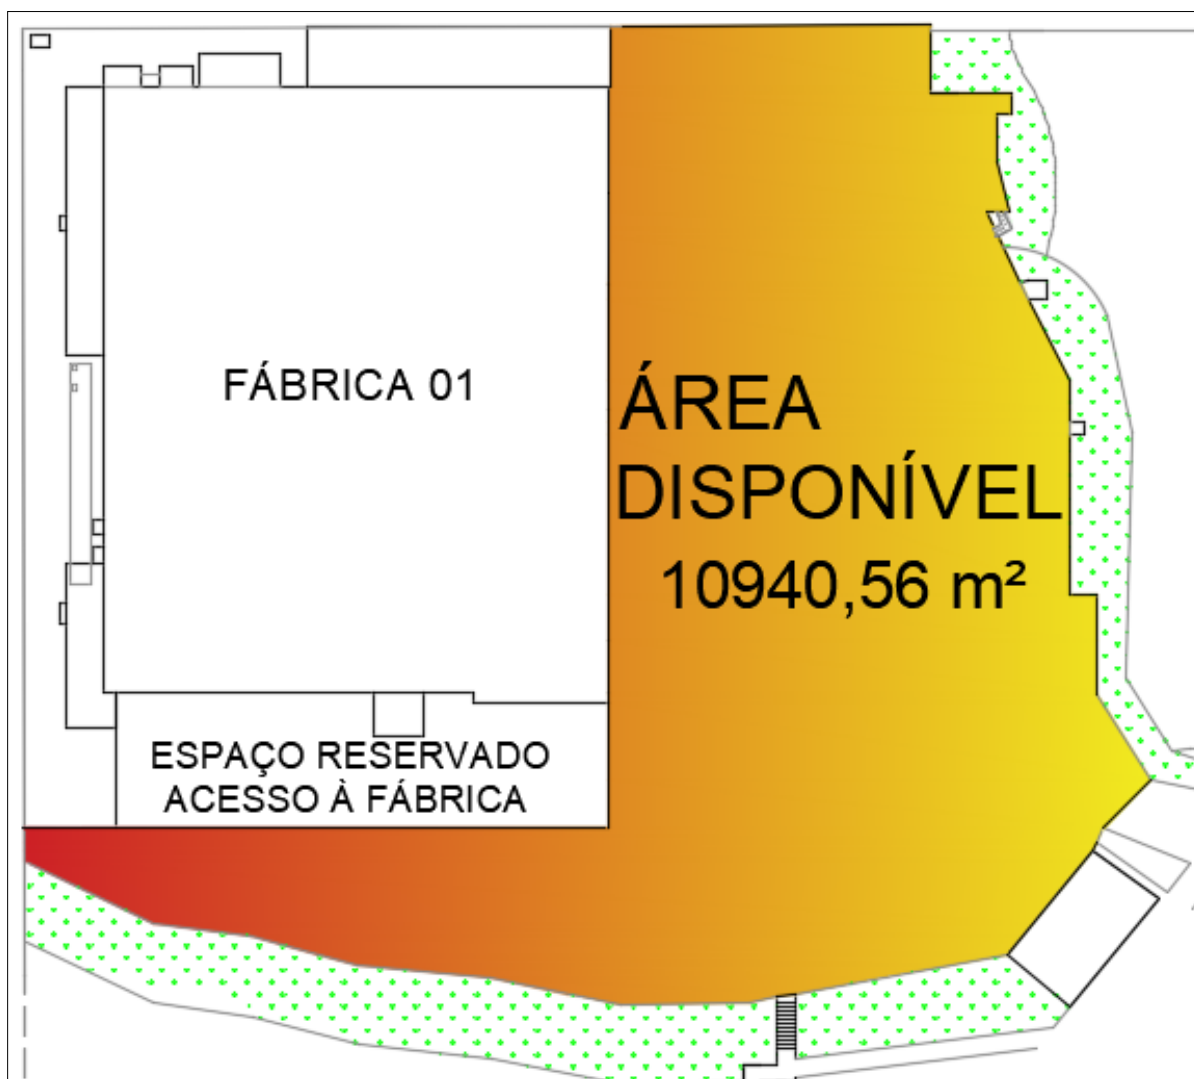 FÁBRICA 01
ÁREA
DISPONÍVEL
10940,56 m²
ESPAÇO RESERVADO
ACESSO À FÁBRICA